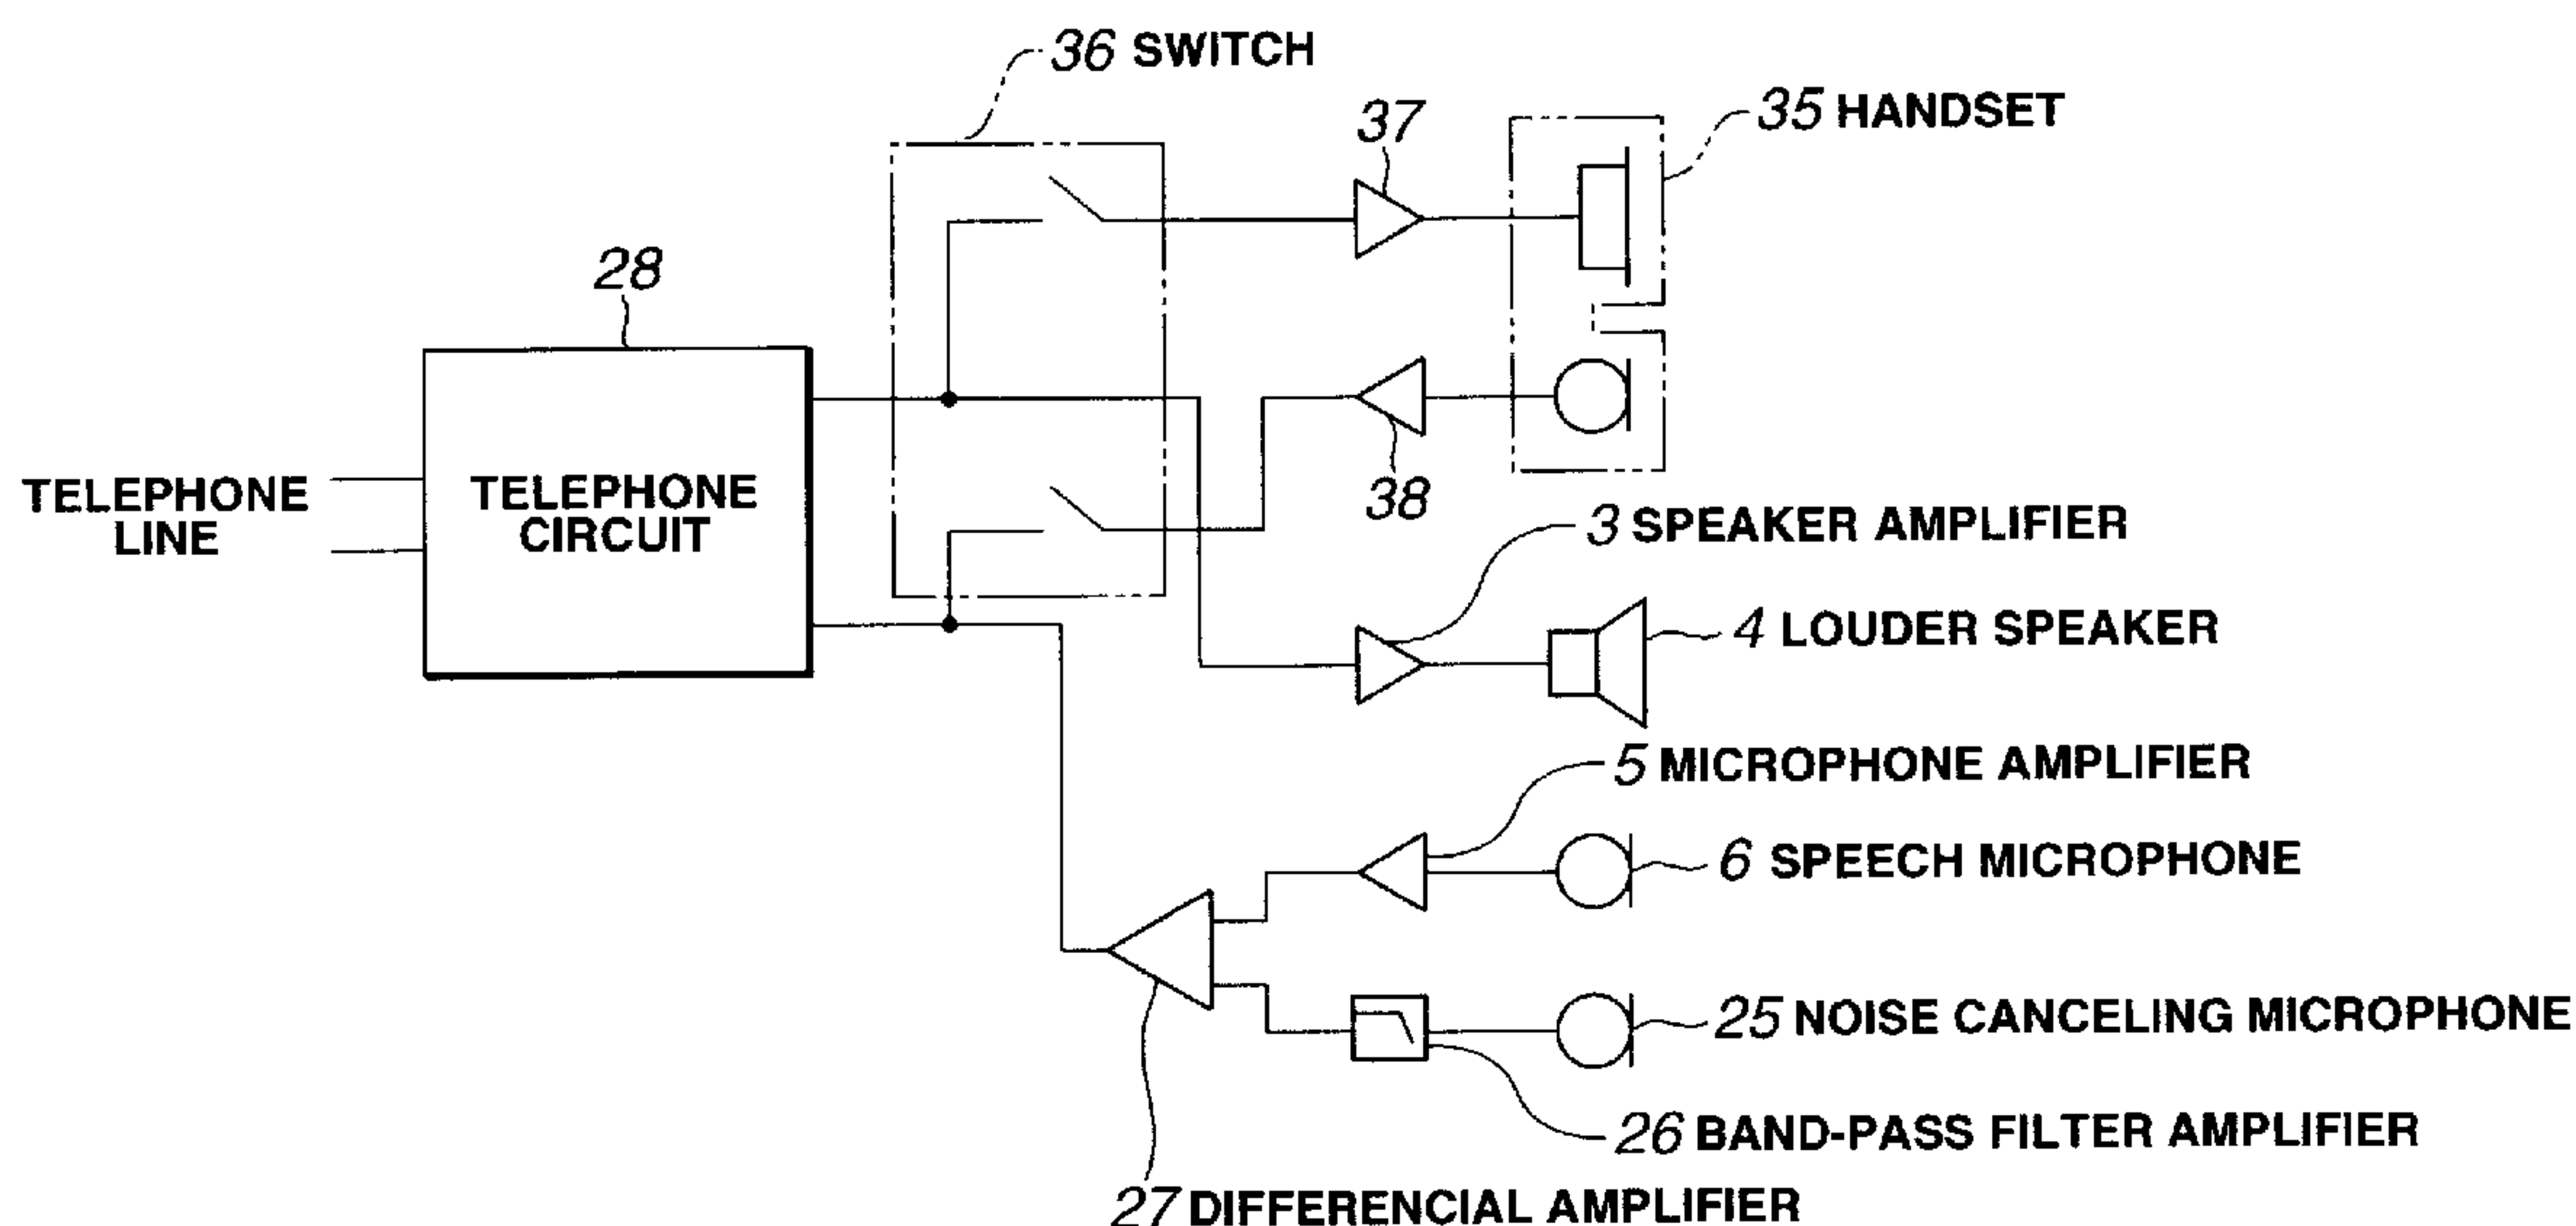 36 SWITCH
37
35 HANDSET
28
TELEPHONE
LINE
TELEPHONE
CIRCUIT
38
3 SPEAKER AMPLIFIER
4 LOUDER SPEAKER
5 MICROPHONE AMPLIFIER
6 SPEECH MICROPHONE
25 NOISE CANCELING MICROPHONE
26 BAND-PASS FILTER AMPLIFIER
27 DIFFERENCIAL AMPLIFIER